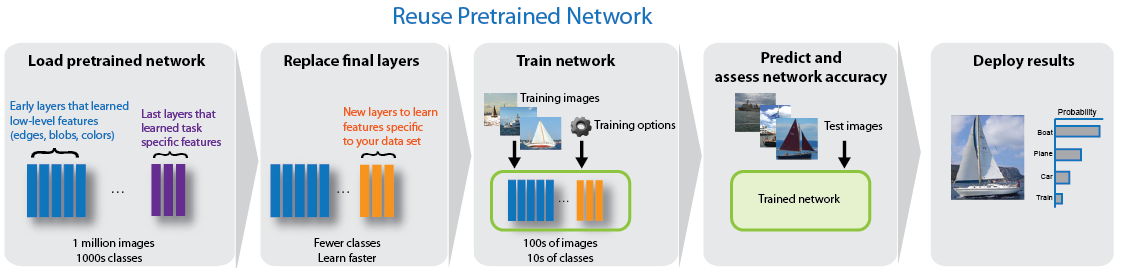 Reuse Pretrained Network
Load pretrained network
Early layers that learned
low-level features
(edges, blobs, colors)
Last layers that
learned task
specific features
...
1 million images
1000s classes
Replace final layers
New layers to learn
features specific
to your data set
...
Fewer classes
Learn faster
Train network
Training images
Training options
...
100s of images
10s of classes
Predict and
assess network accuracy
Test images
Trained network
Deploy results
Probability
Boat
Plane
Car
Train